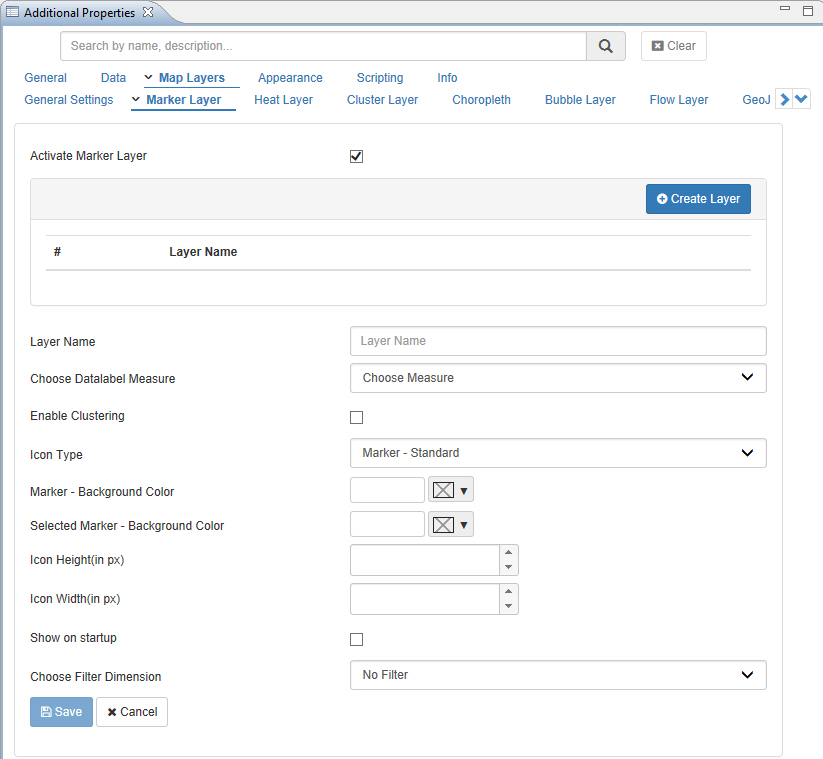 Additional Properties
Search by name, description...
Clear
General Data Map Layers Appearance Scripting Info
General Settings Marker Layer Heat Layer Cluster Layer Choropleth Bubble Layer Flow Layer GeoJ
Activate Marker Layer
Create Layer
# Layer Name
Layer Name Layer Name
Choose Datalabel Measure Choose Measure
Enable Clustering
Icon Type Marker - Standard
Marker - Background Color
Selected Marker - Background Color
Icon Height(in px)
Icon Width(in px)
Show on startup
Choose Filter Dimension No Filter
Save Cancel